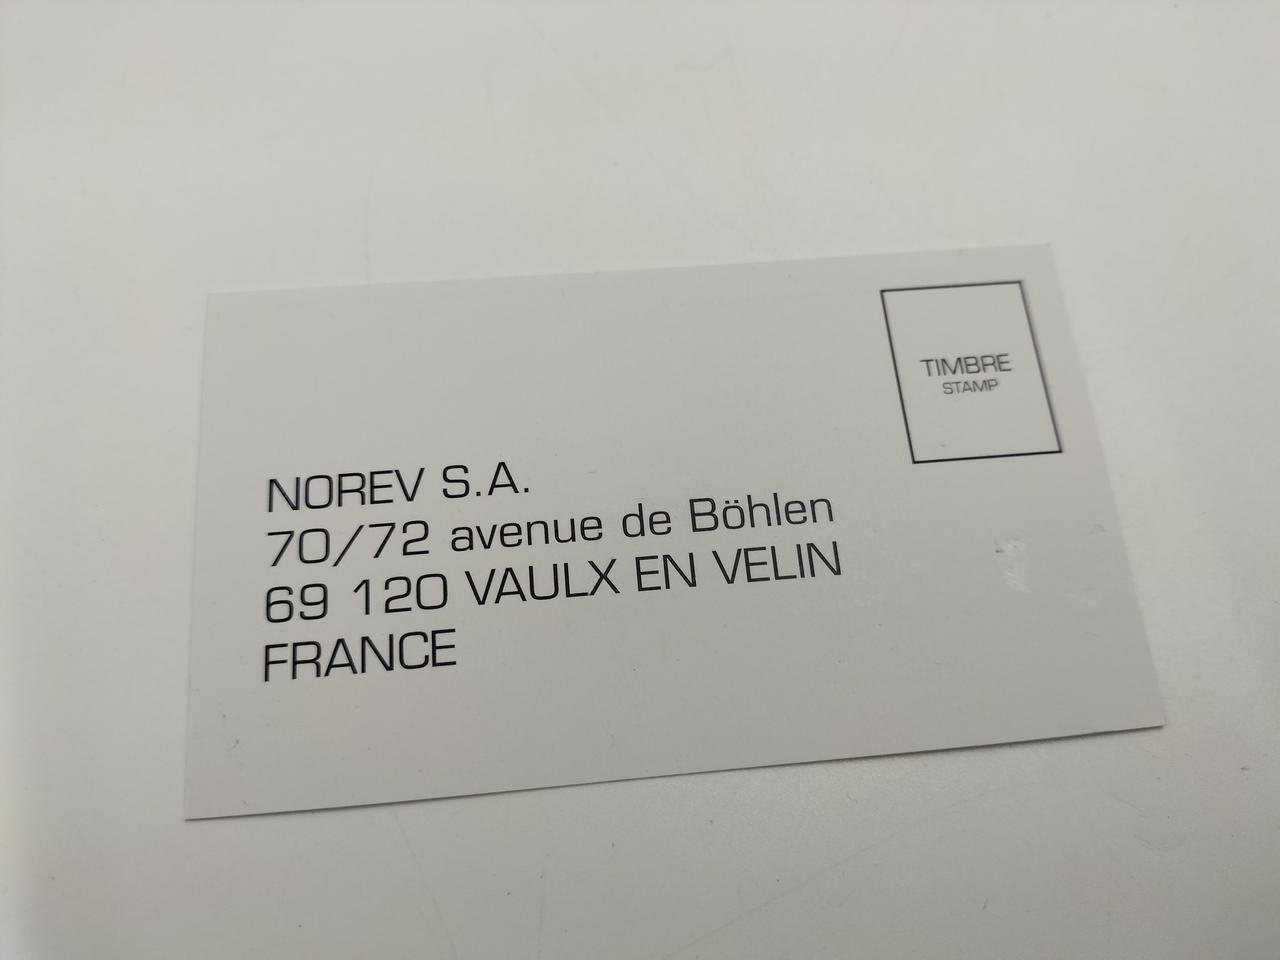 TIMBRE
STAMP
NOREV S.A.
70/72 avenue de Böhlen
69 120 VAULX EN VELIN
FRANCE